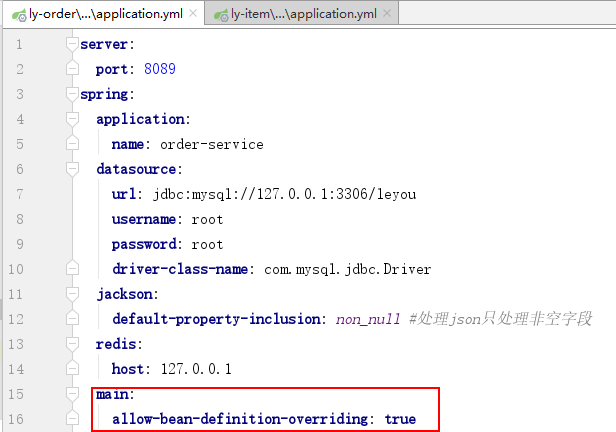 ly-order\...\application.yml ly-item\...\application.yml
1 server:
2   port: 8089
3 spring:
4   application:
5     name: order-service
6   datasource:
7     url: jdbc:mysql://127.0.0.1:3306/leyou
8     username: root
9     password: root
10     driver-class-name: com.mysql.jdbc.Driver
11   jackson:
12     default-property-inclusion: non_null #处理json只处理非空字段
13   redis:
14     host: 127.0.0.1
15   main:
16     allow-bean-definition-overriding: true